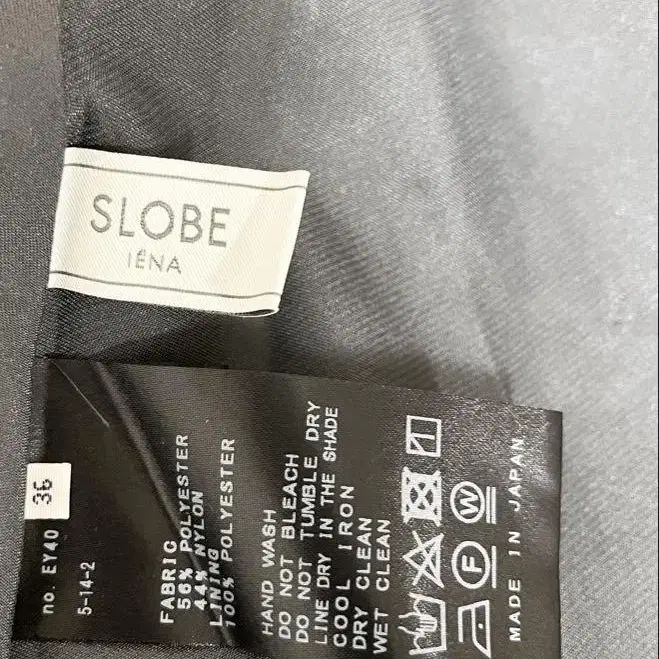 SLOBE
IÉNA
36
no. EY40
5-14-2
FABRIC
56% POLYESTER
44% NYLON
LINING
100% POLYESTER
HAND WASH
DO NOT BLEACH
DO NOT TUMBLE DRY
LINE DRY IN THE SHADE
COOL IRON
DRY CLEAN
WET CLEAN
F
W
MADE IN JAPAN